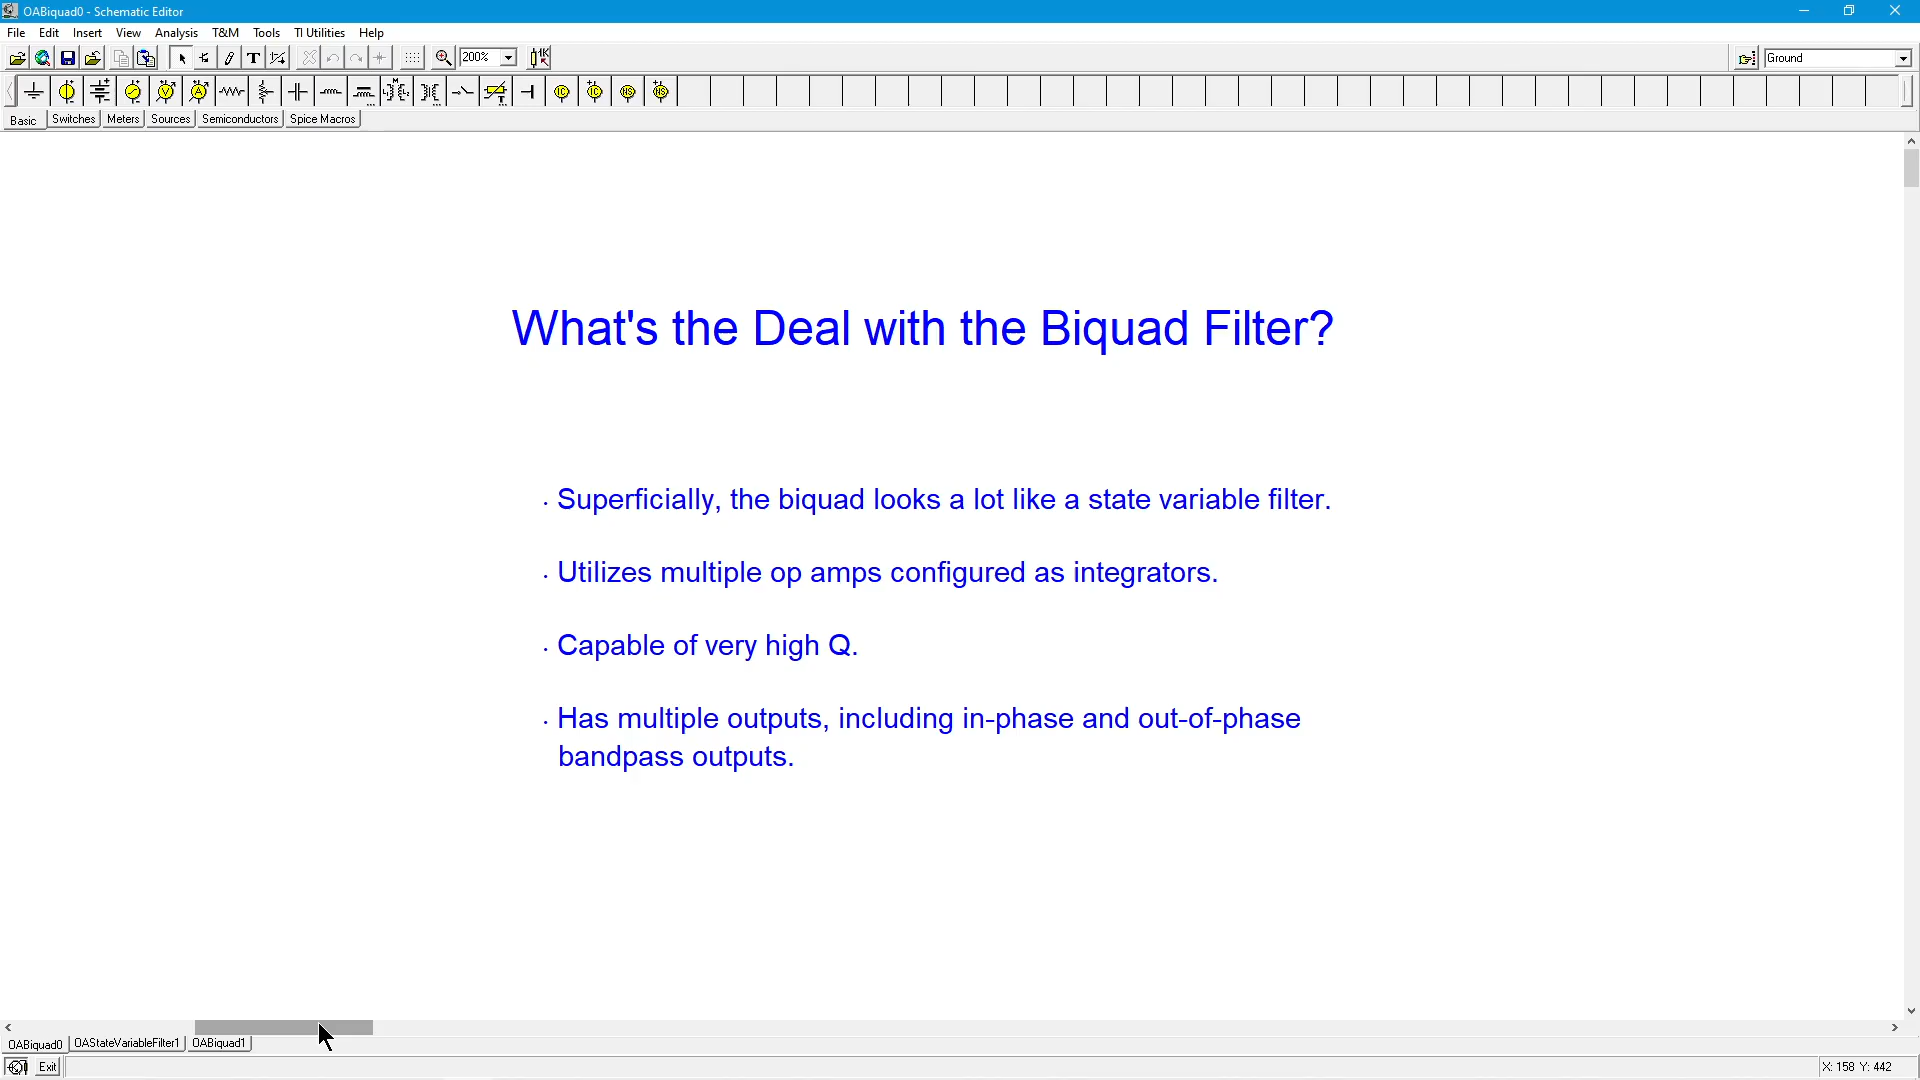 OABiquad0 - Schematic Editor
File Edit Insert View Analysis T&M Tools TI Utilities Help
200%
1K
Ground
Basic Switches Meters Sources Semiconductors Spice Macros
What's the Deal with the Biquad Filter?
· Superficially, the biquad looks a lot like a state variable filter.
· Utilizes multiple op amps configured as integrators.
· Capable of very high Q.
· Has multiple outputs, including in-phase and out-of-phase
bandpass outputs.
OABiquad0 OAStateVariableFilter1 OABiquad1
Exit
X: 158 Y: 442